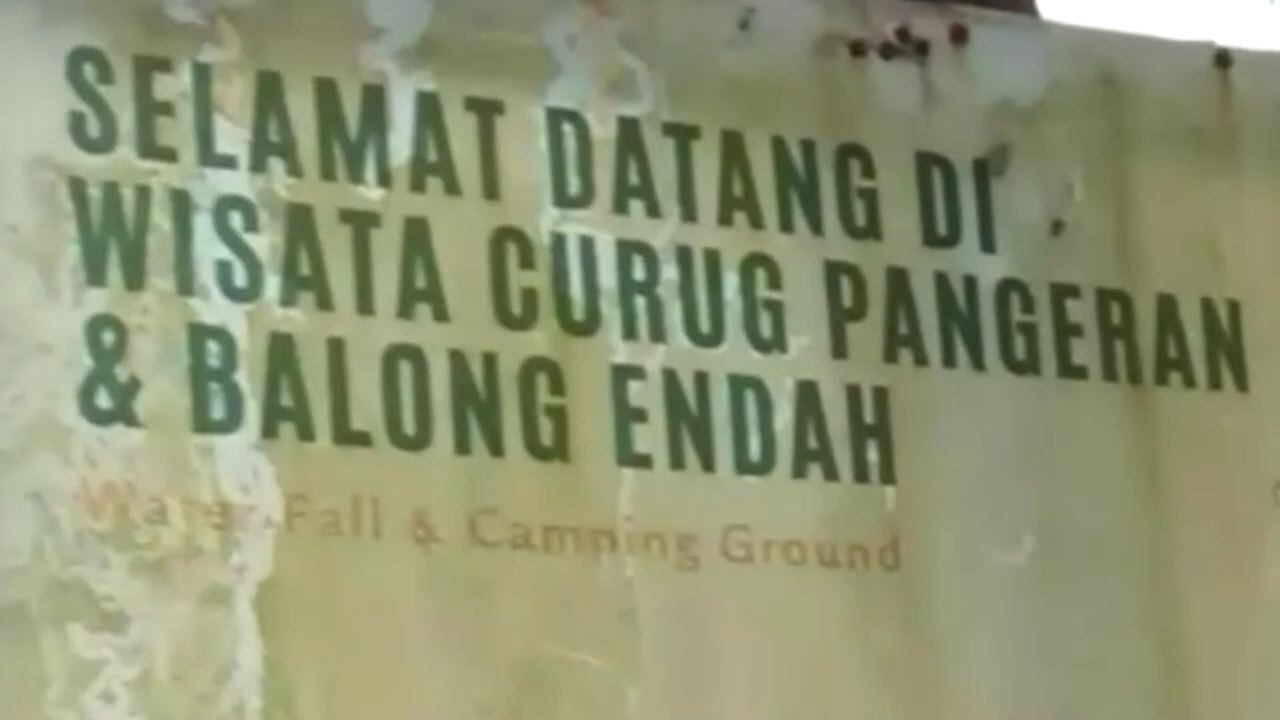 SELAMAT DATANG DI
WISATA CURUG PANGERAN
& BALONG ENDAH
Water Fall & Camping Ground